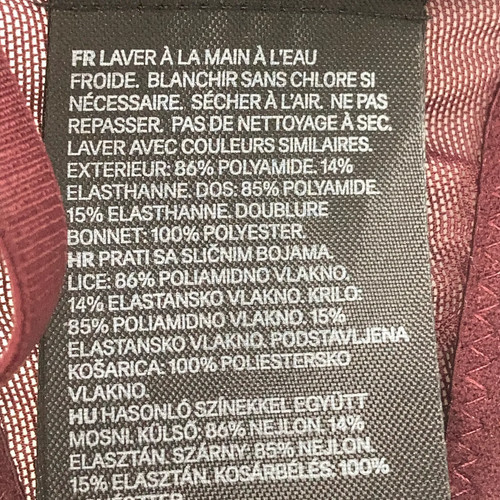 FR LAVER À LA MAIN À L'EAU
FROIDE. BLANCHIR SANS CHLORE SI
NÉCESSAIRE. SÉCHER À L'AIR. NE PAS
REPASSER. PAS DE NETTOYAGE À SEC.
LAVER AVEC COULEURS SIMILAIRES.
EXTERIEUR: 86% POLYAMIDE. 14%
ELASTHANNE. DOS: 85% POLYAMIDE.
15% ELASTHANNE. DOUBLURE
BONNET: 100% POLYESTER.
HR PRATI SA SLIČNIM BOJAMA.
LICE: 86% POLIAMIDNO VLAKNO.
14% ELASTANSKO VLAKNO. KRILO:
85% POLIAMIDNO VLAKNO. 15%
ELASTANSKO VLAKNO. PODSTAVLJENA
KOŠARICA: 100% POLIESTERSKO
VLAKNO.
HU HASONLÓ SZÍNEKKEL EGYÜTT
MOSNI. KÜLSŐ: 86% NEJLON. 14%
ELASZTÁN. SZÁRNY: 85% NEJLON.
15% ELASZTÁN. KOSÁRBÉLÉS: 100%